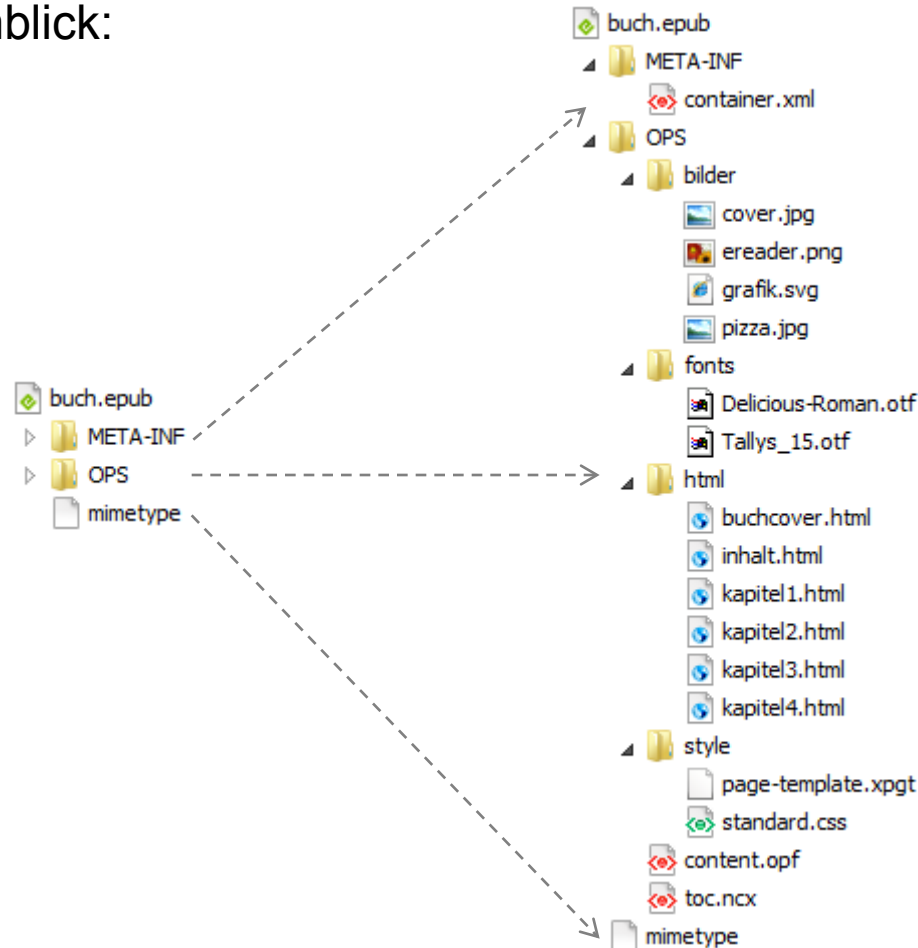 nblick:
buch.epub
META-INF
OPS
mimetype
buch.epub
META-INF
container.xml
OPS
bilder
cover.jpg
ereader.png
grafik.svg
pizza.jpg
fonts
Delicious-Roman.otf
Tallys_15.otf
html
buchcover.html
inhalt.html
kapitel1.html
kapitel2.html
kapitel3.html
kapitel4.html
style
page-template.xpgt
standard.css
content.opf
toc.ncx
mimetype